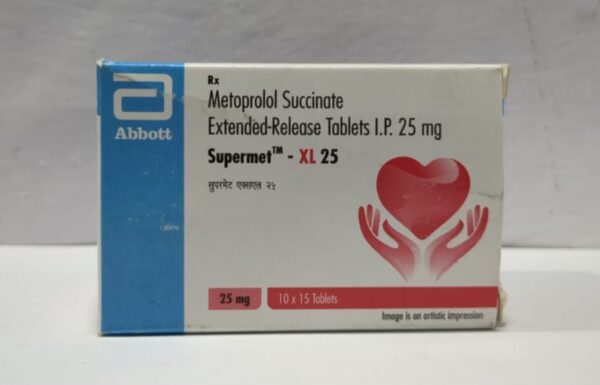 Abbott
Rx
Metoprolol Succinate
Extended-Release Tablets I.P. 25 mg
Supermet™ - XL 25
सुपरमेट एक्सएल २५
25 mg
10 x 15 Tablets
Image is an artistic impression